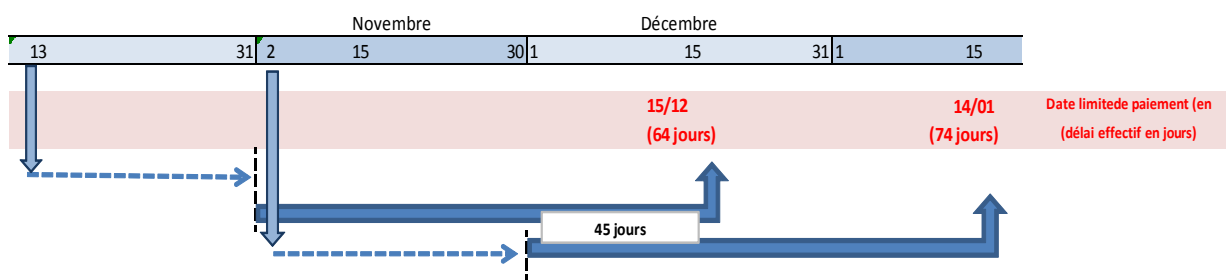 Novembre Décembre
13 31 2 15 30 1 15 31 1 15
15/12 14/01 Date limitede paiement (en
(64 jours) (74 jours) (délai effectif en jours)
45 jours